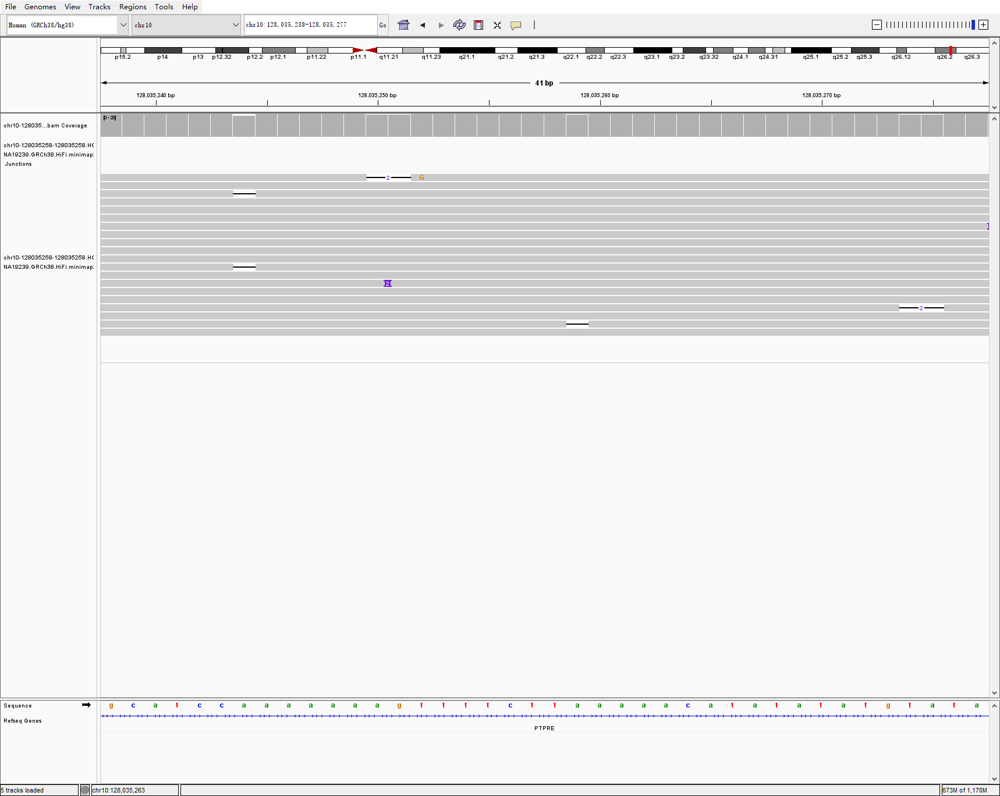 File Genomes View Tracks Regions Tools Help
Human (GRCh38/hg38) chr10 chr10:128,035,238-128,035,277 Go
p15.2 p14 p13 p12.32 p12.2 p12.1 p11.22 p11.1 q11.21 q11.23 q21.1 q21.2 q21.3 q22.1 q22.2 q22.3 q23.1 q23.2 q23.32 q24.1 q24.31 q25.1 q25.2 q25.3 q26.12 q26.2 q26.3
41 bp
128,035,240 bp 128,035,250 bp 128,035,260 bp 128,035,270 bp
[0 - 20]
chr10-128035...bam Coverage
chr10-128035258-128035258.HG
NA19239.GRCh38.HiFi.minimap2
Junctions
2 G
chr10-128035258-128035258.HG
NA19239.GRCh38.HiFi.minimap2
2
2
Sequence g c a t c c a a a a a a a g t t t t c t t a a a a a c a t a t a t a t g t a t a
Refseq Genes
PTPRE
5 tracks loaded chr10:128,035,263 673M of 1,170M